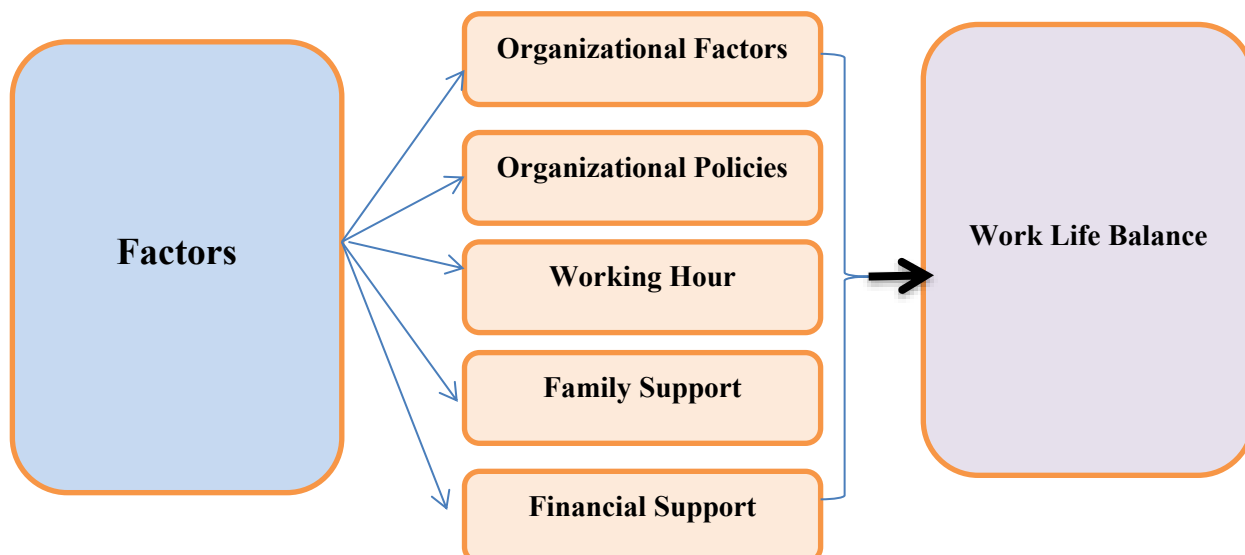 Factors
Organizational Factors
Organizational Policies
Working Hour
Family Support
Financial Support
Work Life Balance